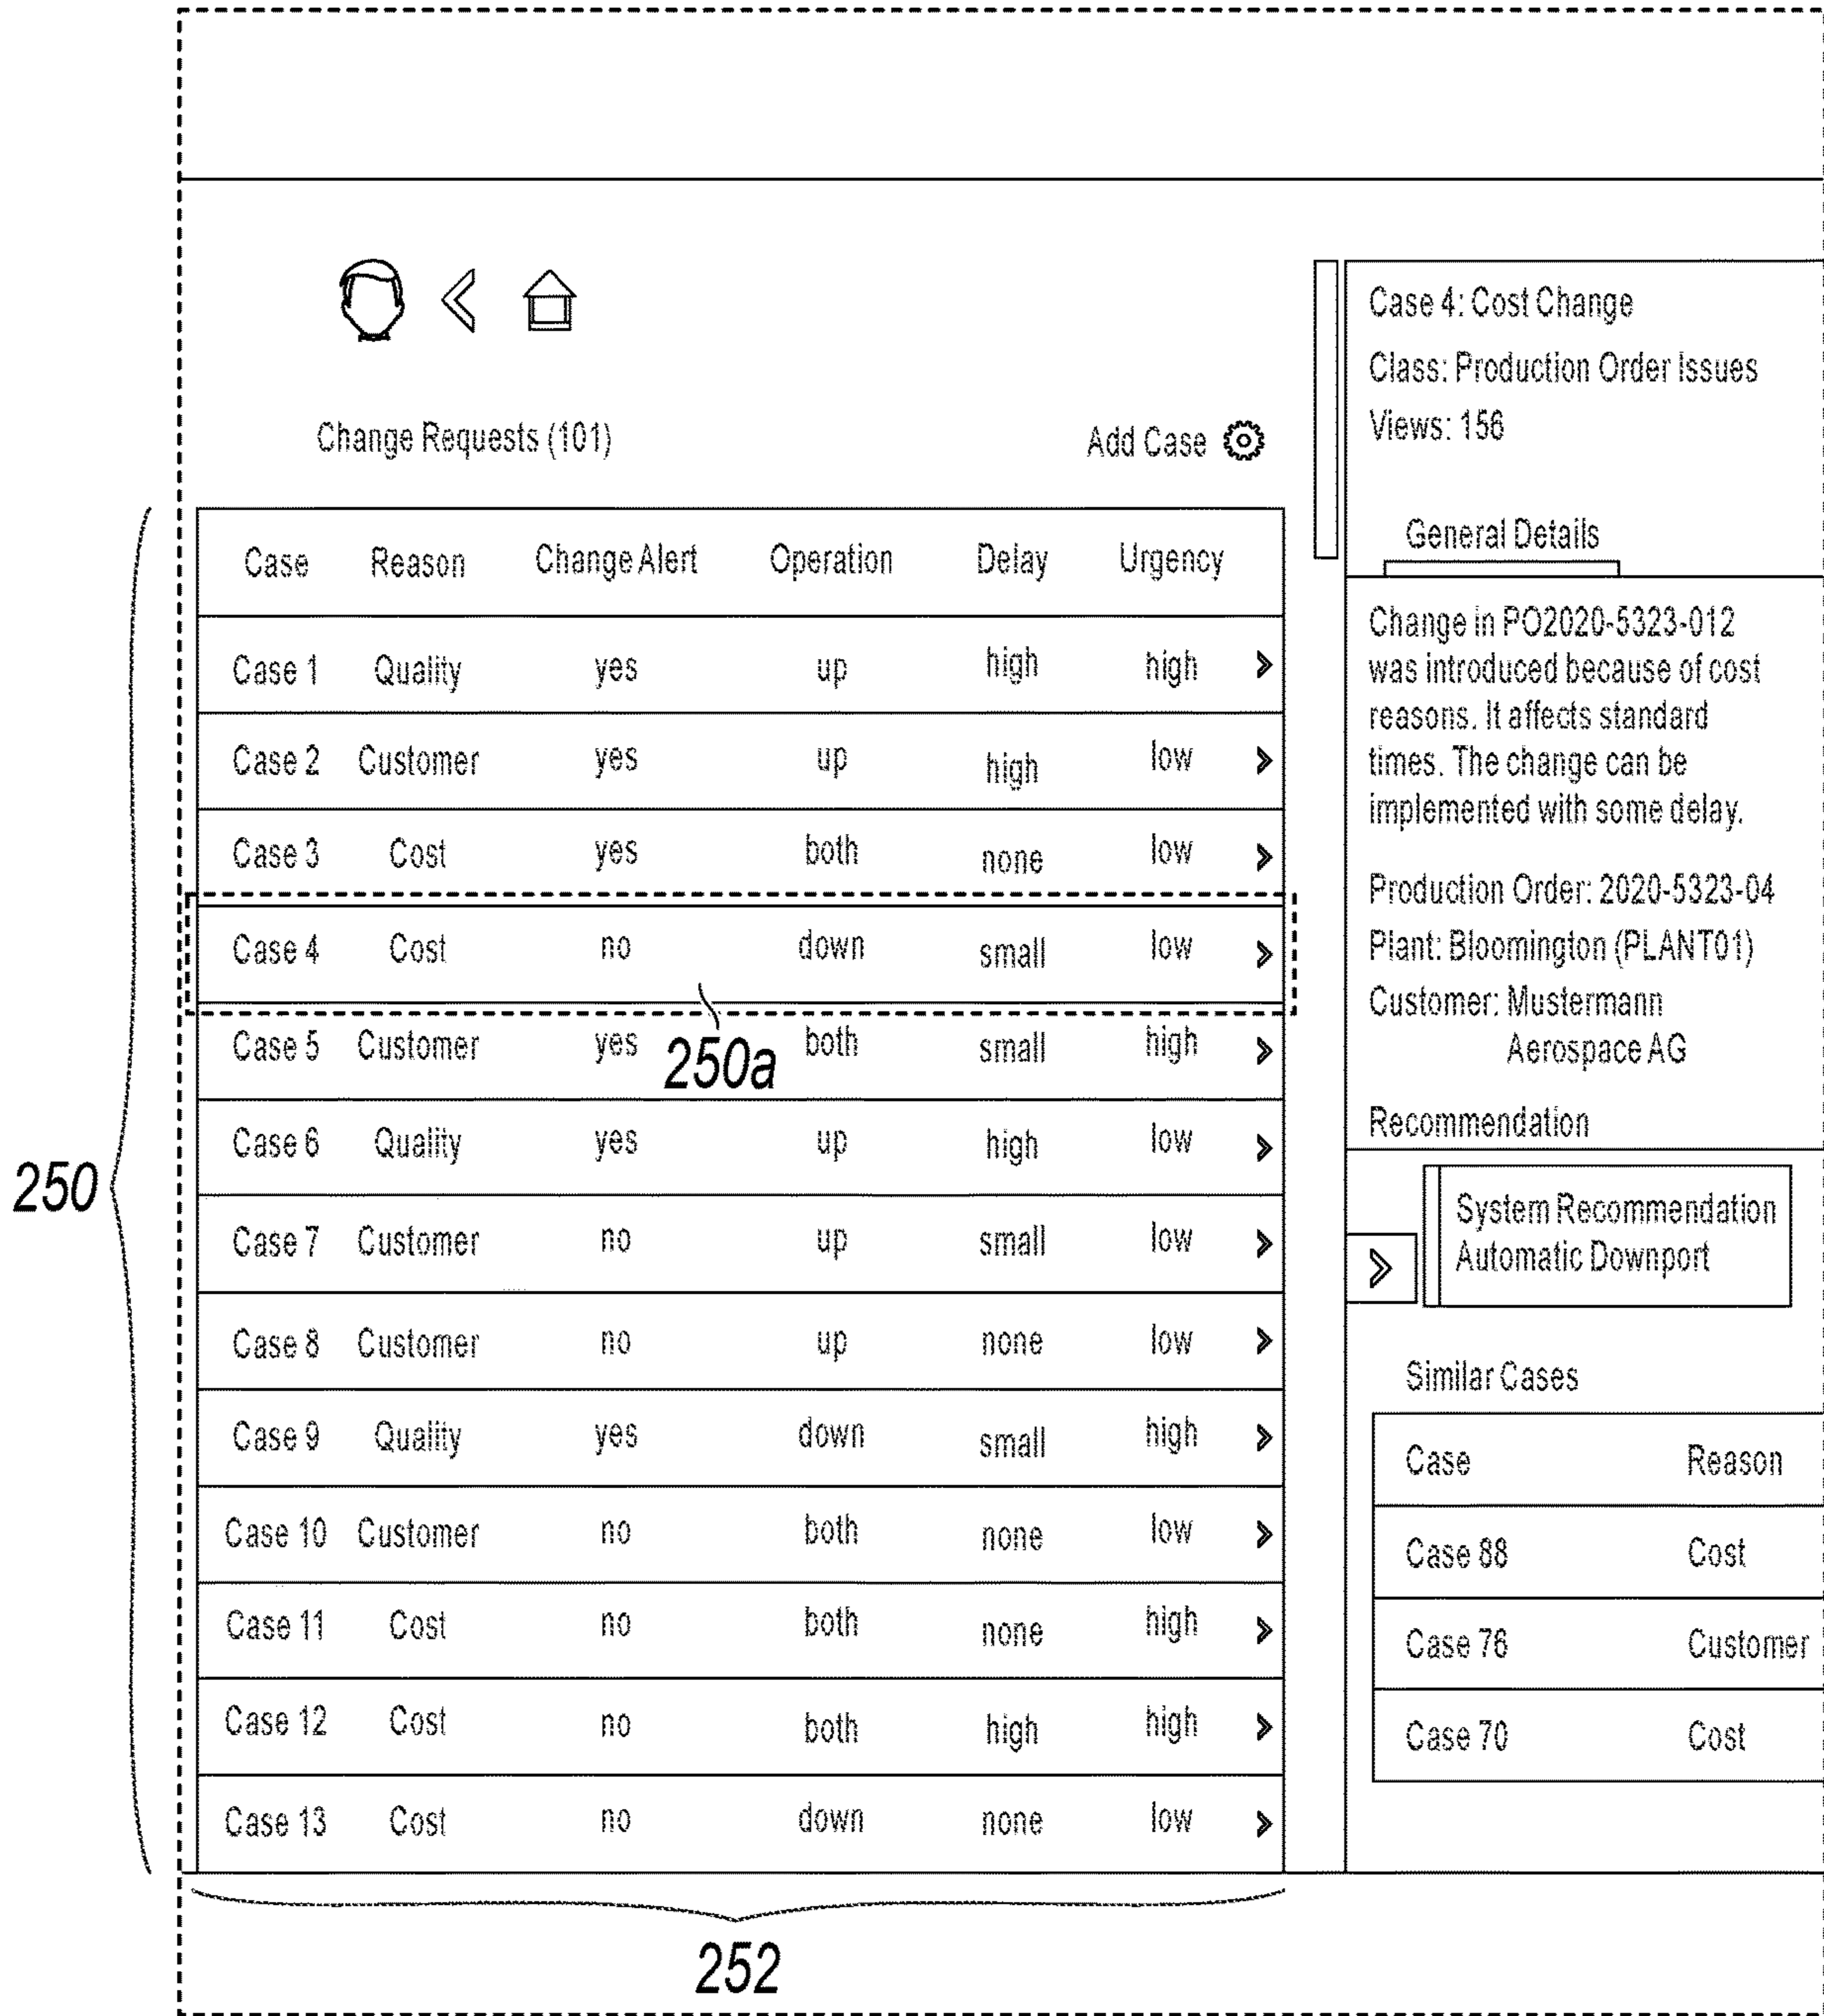 Change Requests (101)
Add Case
Case Reason Change Alert Operation Delay Urgency
Case 1 Quality yes up high high
Case 2 Customer yes up high low
Case 3 Cost yes both none low
Case 4 Cost no down small low
250a
Case 5 Customer yes both small high
Case 6 Quality yes up high low
Case 7 Customer no up small low
Case 8 Customer no up none low
Case 9 Quality yes down small high
Case 10 Customer no both none low
Case 11 Cost no both none high
Case 12 Cost no both high high
Case 13 Cost no down none low
250
252
Case 4: Cost Change
Class: Production Order Issues
Views: 156
General Details
Change in PO2020-5323-012
was introduced because of cost
reasons. It affects standard
times. The change can be
implemented with some delay.
Production Order: 2020-5323-04
Plant: Bloomington (PLANT01)
Customer: Mustermann
Aerospace AG
Recommendation
System Recommendation
Automatic Downport
Similar Cases
Case Reason
Case 88 Cost
Case 76 Customer
Case 70 Cost